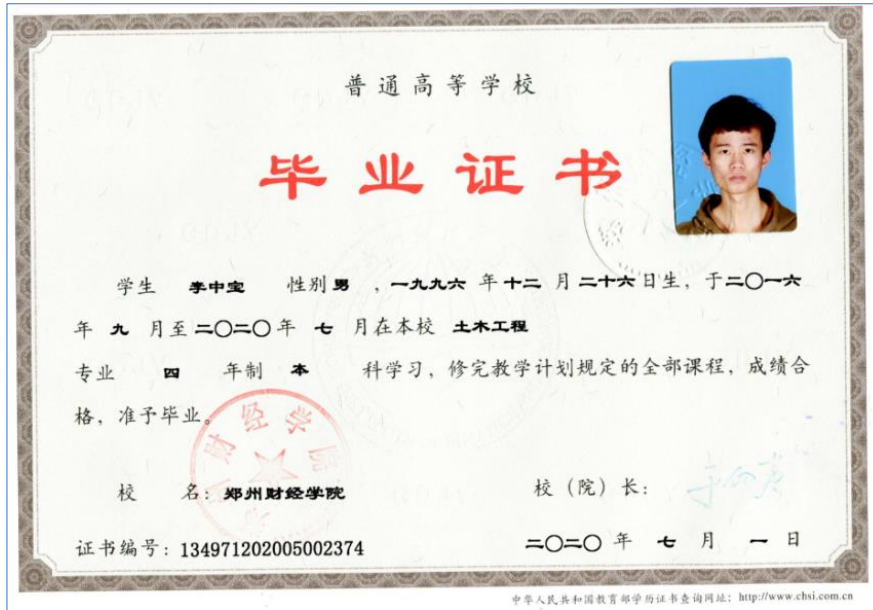 普通高等学校
毕业证书
学生 李中宝 性别 男 ，一九九六 年 十二 月 二十六 日生，于二〇一六
年 九 月至二〇二〇年 七 月在本校 土木工程
专业 四 年制 本 科学习，修完教学计划规定的全部课程，成绩合
格，准予毕业。
财经学院
校 名：郑州财经学院 校（院）长：
证书编号：134971202005002374 二〇二〇 年 七 月 一 日
中华人民共和国教育部学历证书查询网址：http://www.chsi.com.cn